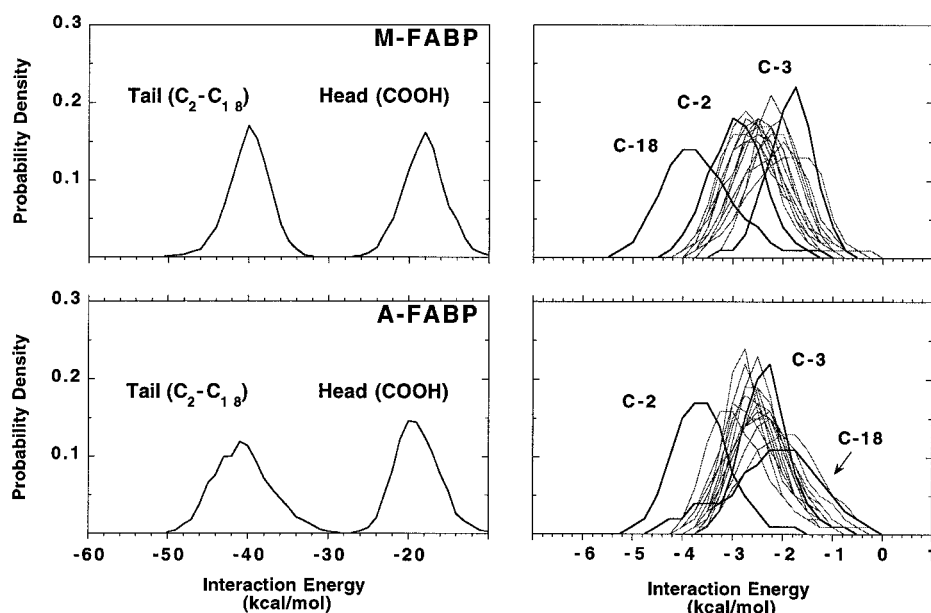 0.3
M-FABP
Tail (C2-C18)
Head (COOH)
0.2
0.1
Probability Density
0.3
A-FABP
Tail (C2-C18)
Head (COOH)
0.2
0.1
Probability Density
-60 -50 -40 -30 -20
Interaction Energy
(kcal/mol)
C-3
C-2
C-18
C-3
C-2
C-18
-6 -5 -4 -3 -2 -1 0 1
Interaction Energy
(kcal/mol)